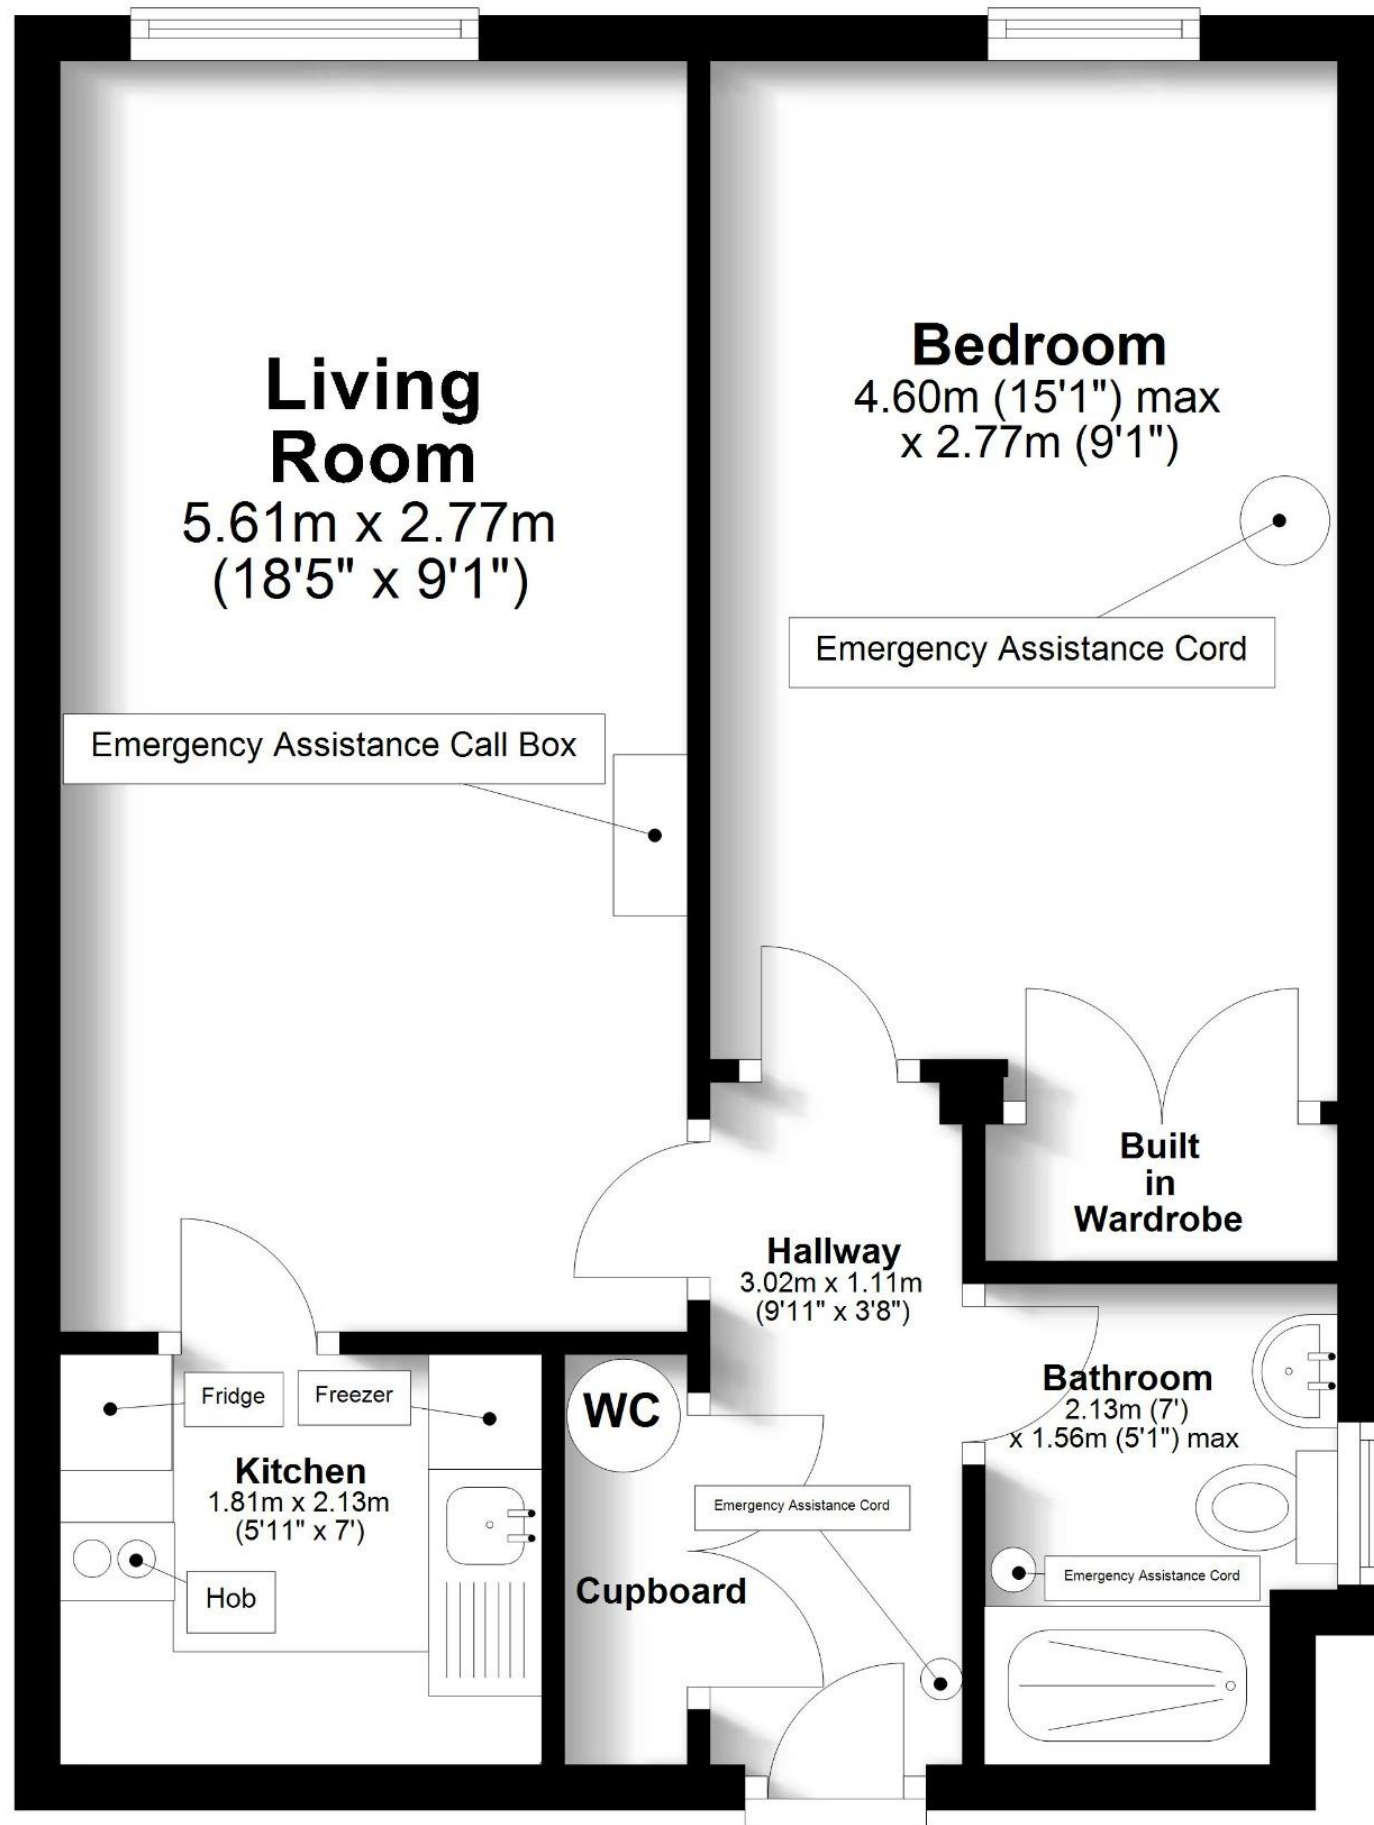 Living
Room
5.61m x 2.77m
(18'5" x 9'1")
Bedroom
4.60m (15'1") max
x 2.77m (9'1")
Emergency Assistance Cord
Emergency Assistance Call Box
Built
in
Wardrobe
Hallway
3.02m x 1.11m
(9'11" x 3'8")
Fridge
Freezer
Kitchen
1.81m x 2.13m
(5'11" x 7')
Hob
WC
Cupboard
Emergency Assistance Cord
Bathroom
2.13m (7')
x 1.56m (5'1") max
Emergency Assistance Cord